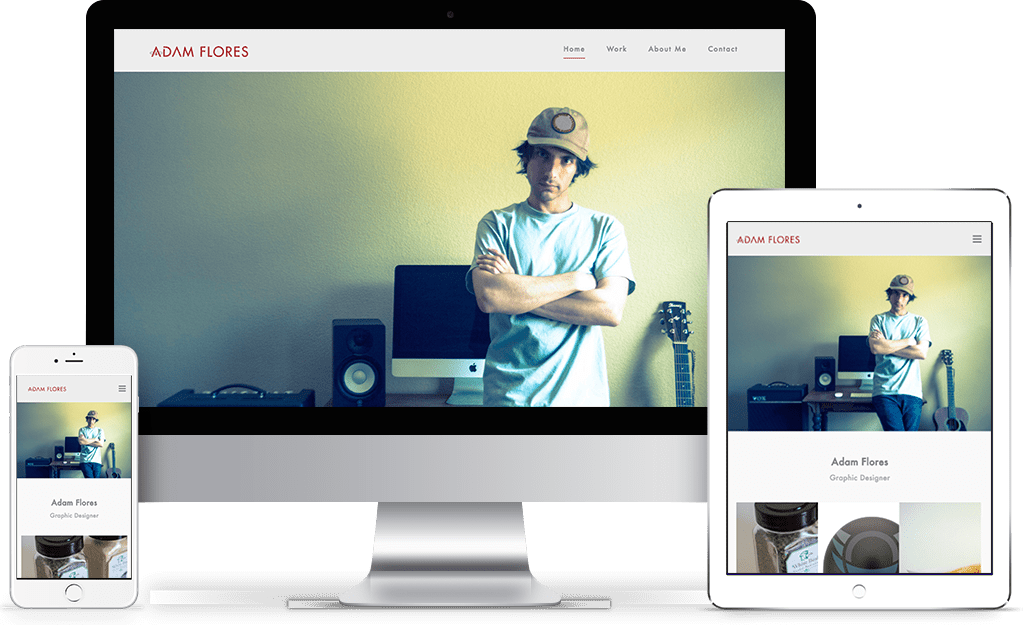 ADAM FLORES
Home Work About Me Contact
ADAM FLORES
VOX
Adam Flores
Graphic Designer
ADAM FLORES
Adam Flores
Graphic Designer